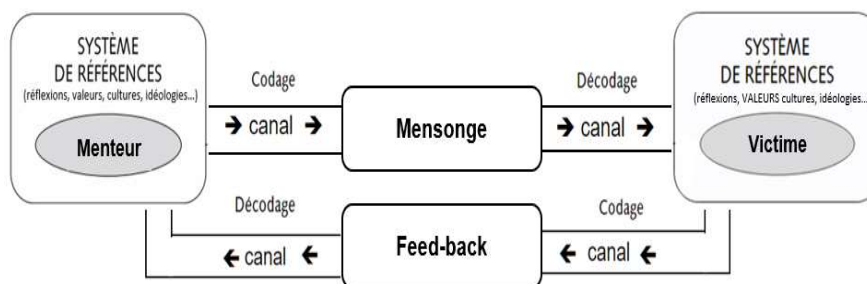 SYSTÈME
DE RÉFÉRENCES
(réflexions, valeurs, cultures, idéologies...)
Menteur
Codage
→ canal →
Mensonge
Décodage
→ canal →
SYSTÈME
DE RÉFÉRENCES
(réflexions, VALEURS cultures, idéologies...
Victime
Décodage
← canal ←
Feed-back
Codage
← canal ←